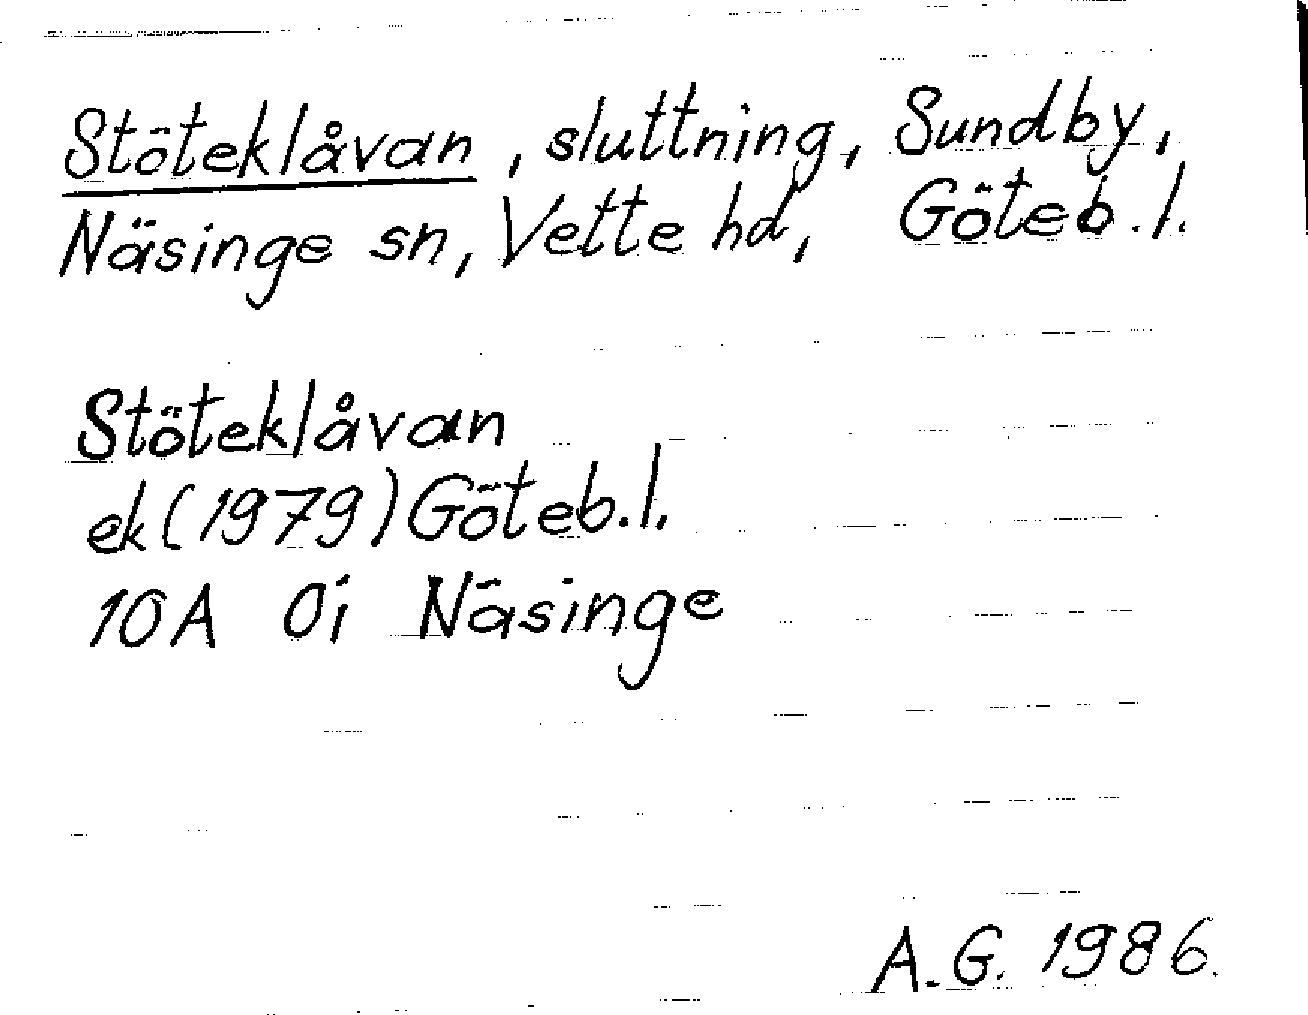 Stöteklåvan, sluttning, Sundby,
Näsinge sn, Vette hd, Göteb. l.
Stöteklåvan
ek (1979) Göteb. l.
10A 0i Näsinge
A.G. 1986.